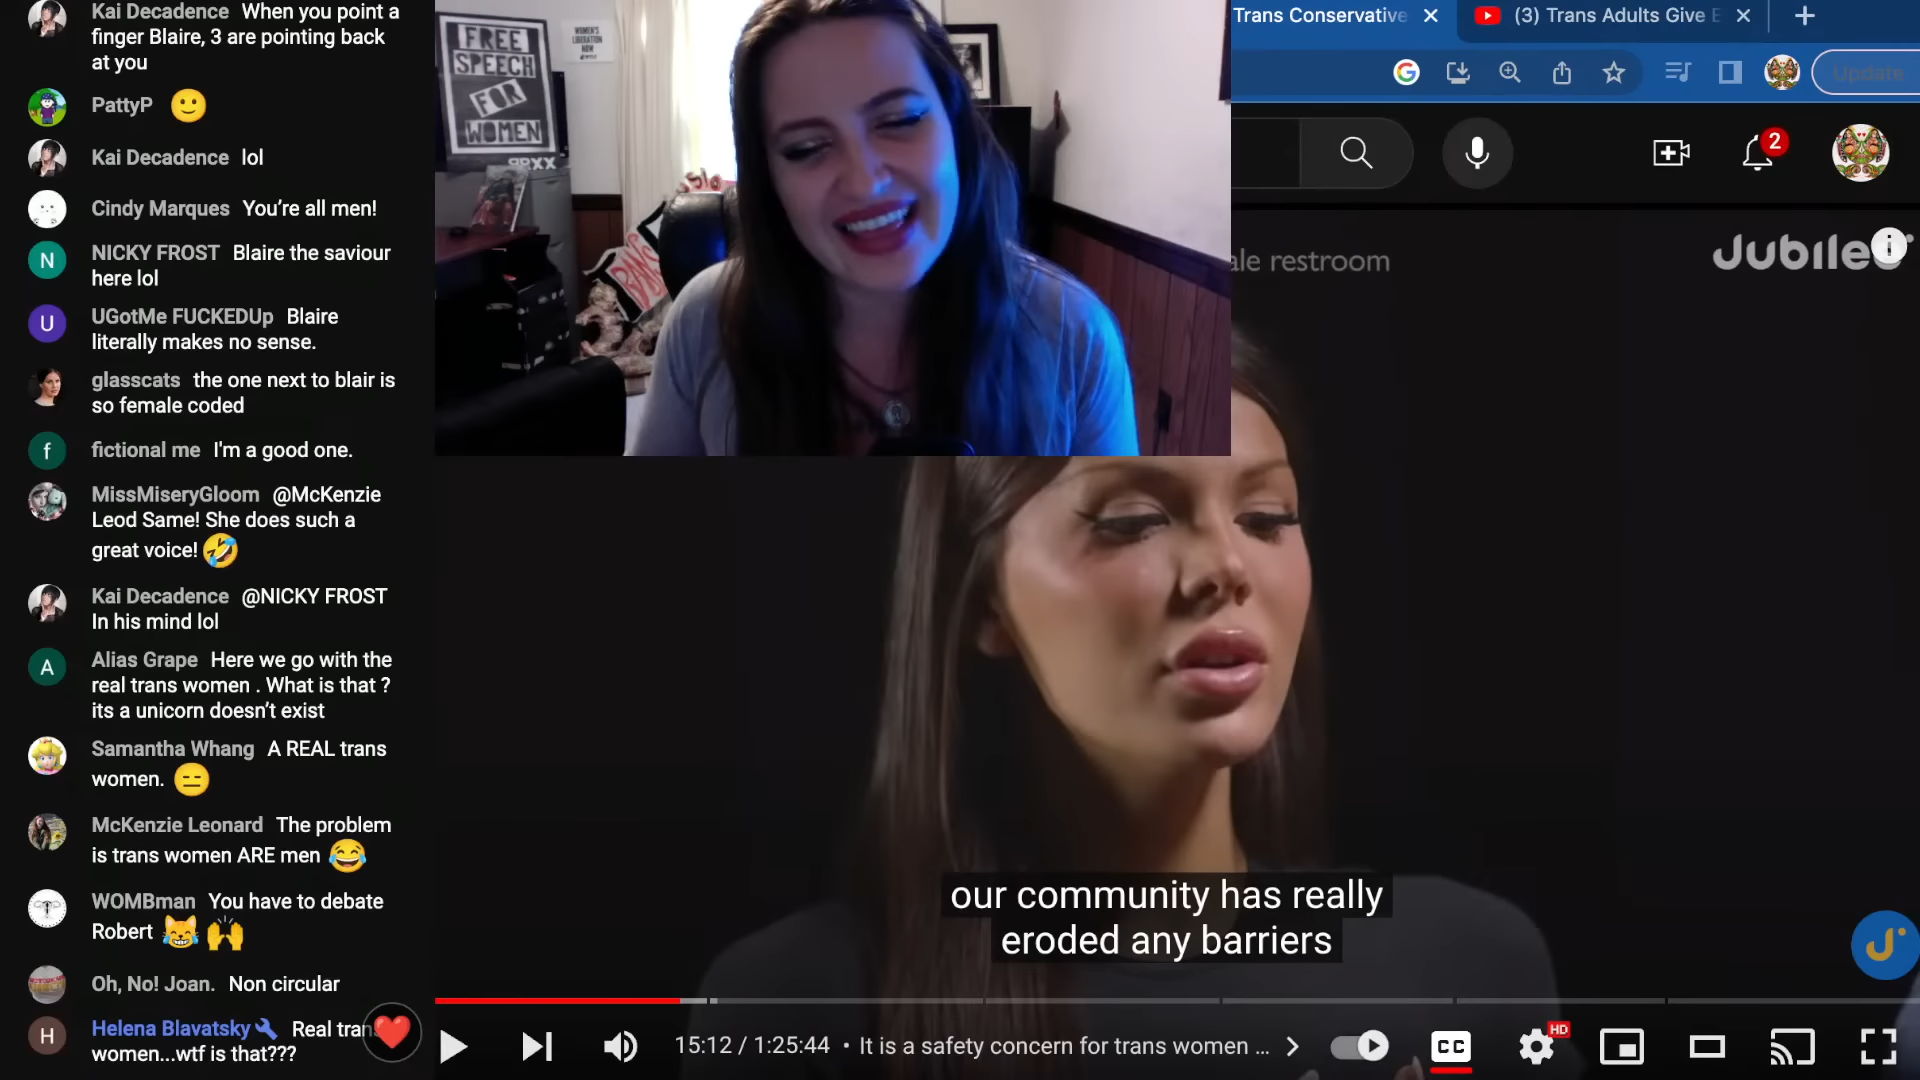 Kai Decadence When you point a
finger Blaire, 3 are pointing back
at you
PattyP
Kai Decadence lol
Cindy Marques You're all men!
N NICKY FROST Blaire the saviour
here lol
U UGotMe FUCKEDUp Blaire
literally makes no sense.
glasscats the one next to blair is
so female coded
f fictional me I'm a good one.
MissMiseryGloom @McKenzie
Leod Same! She does such a
great voice!
Kai Decadence @NICKY FROST
In his mind lol
A Alias Grape Here we go with the
real trans women . What is that ?
its a unicorn doesn't exist
Samantha Whang A REAL trans
women.
McKenzie Leonard The problem
is trans women ARE men
WOMBman You have to debate
Robert
Oh, No! Joan. Non circular
H Helena Blavatsky Real tran
women...wtf is that???
FREE
SPEECH
FOR
WOMEN
WOMEN'S
LIBERATION
NOW
Trans Conservative
(3) Trans Adults Give E
Update
2
ale restroom
Jubilee
our community has really
eroded any barriers
15:12 / 1:25:44 • It is a safety concern for trans women ...
CC
HD